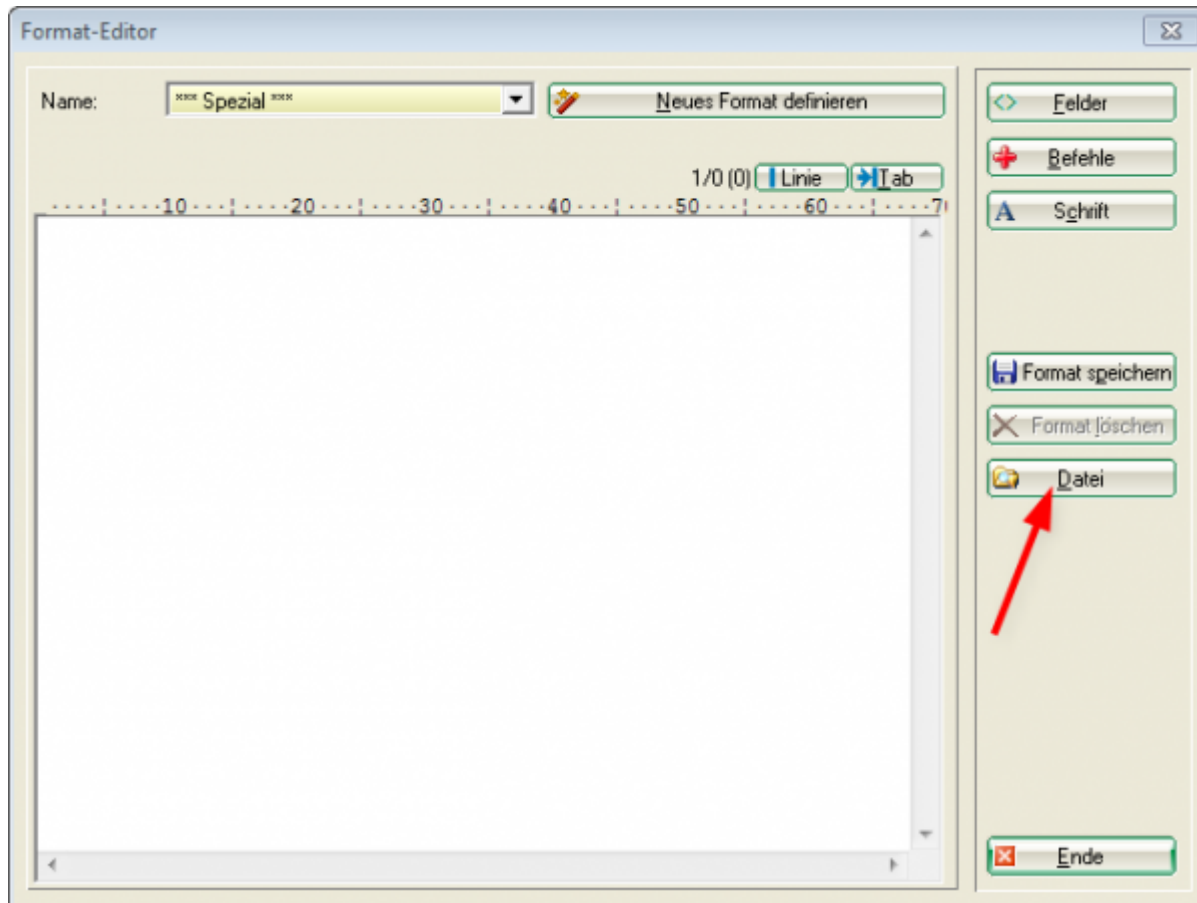 Format-Editor
Name: *** Spezial *** Neues Format definieren
1/0 (0) Linie Tab
_....¦....10...¦....20...¦....30...¦....40...¦....50...¦....60...¦....7
Felder
Befehle
A Schrift
Format speichern
Format löschen
Datei
Ende